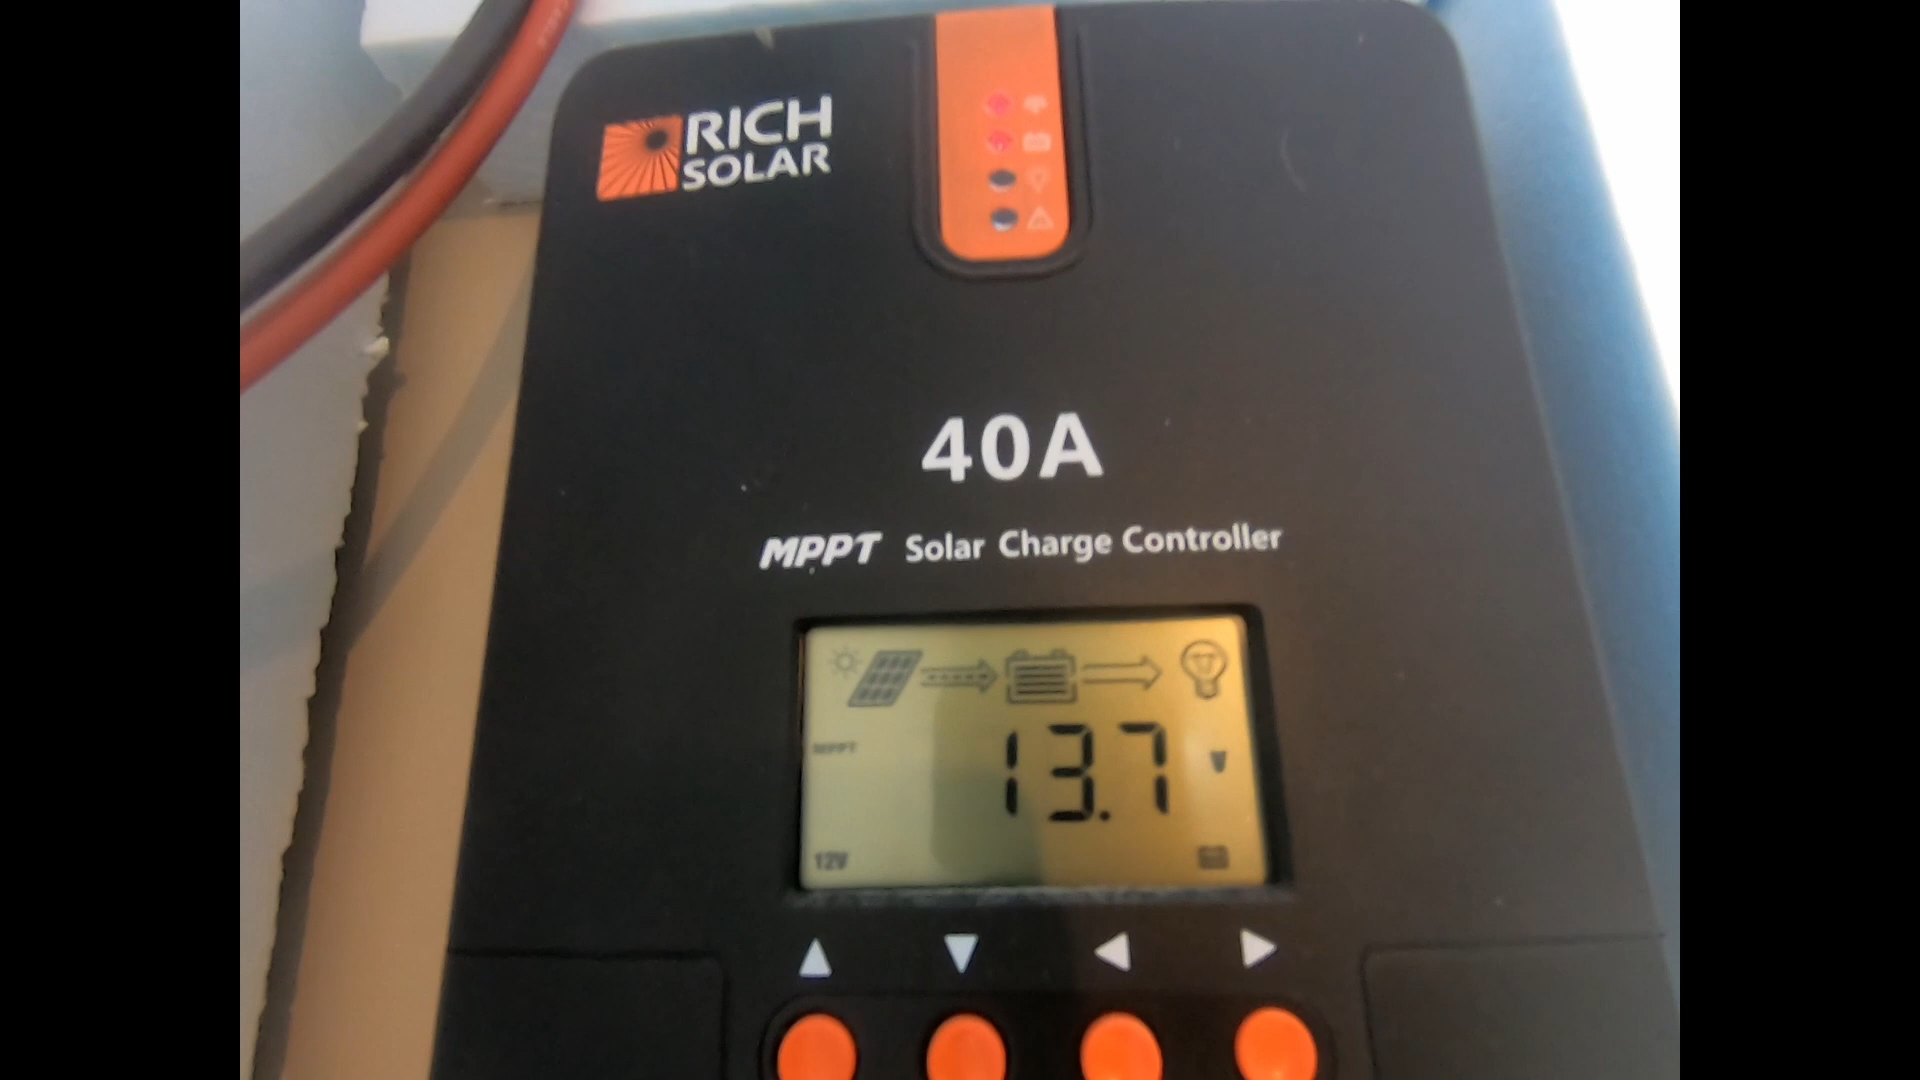 RICH
SOLAR
40A
MPPT Solar Charge Controller
MPPT
13.7 V
12V